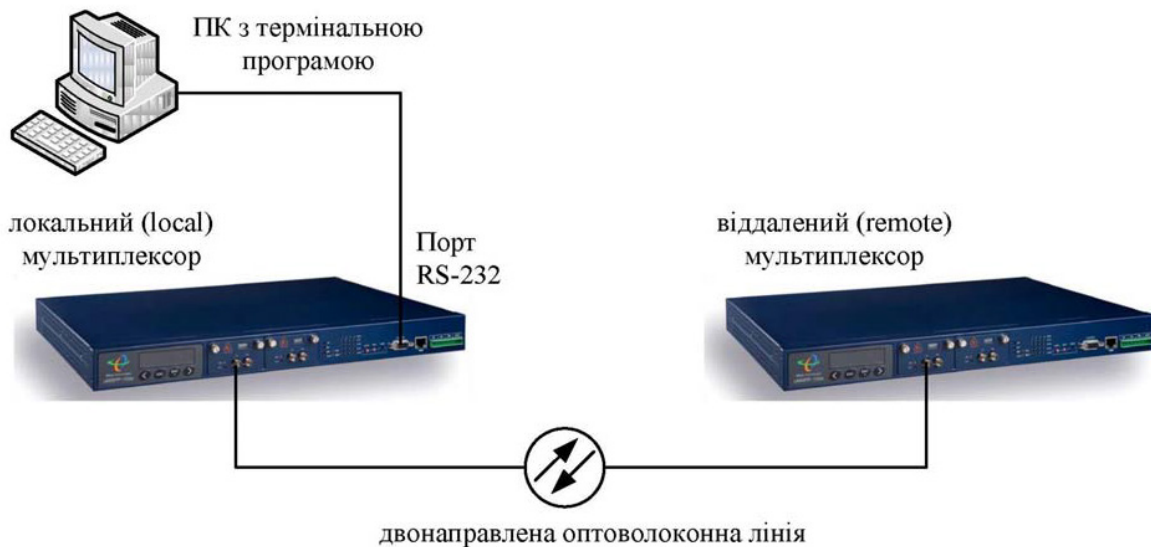 ПК з термінальною
програмою
локальний (local)
мультиплексор
Порт
RS-232
віддалений (remote)
мультиплексор
двонаправлена оптоволоконна лінія